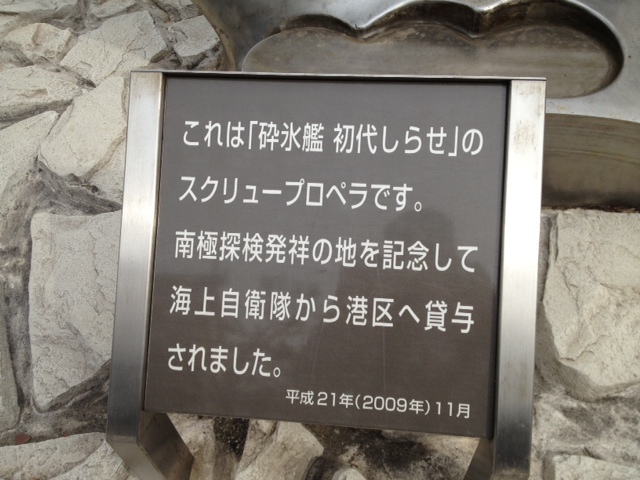 これは「砕氷艦 初代しらせ」の
スクリュープロペラです。
南極探検発祥の地を記念して
海上自衛隊から港区へ貸与
されました。
平成21年(2009年)11月